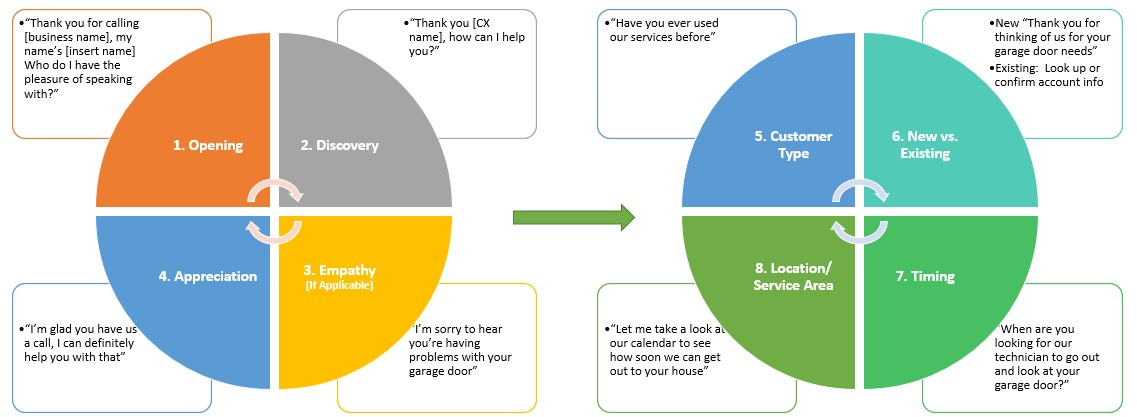 •“Thank you for calling
[business name], my
name’s [insert name]
Who do I have the
pleasure of speaking
with?”
•“Thank you [CX
name], how can I help
you?”
1. Opening
2. Discovery
4. Appreciation
3. Empathy
[If Applicable]
•“I’m glad you have us
a call, I can definitely
help you with that”
“I’m sorry to hear
you’re having
problems with your
garage door”
•“Have you ever used
our services before”
•New “Thank you for
thinking of us for your
garage door needs”
•Existing: Look up or
confirm account info
5. Customer
Type
6. New vs.
Existing
8. Location/
Service Area
7. Timing
•“Let me take a look at
our calendar to see
how soon we can get
out to your house”
“When are you
looking for our
technician to go out
and look at your
garage door?”